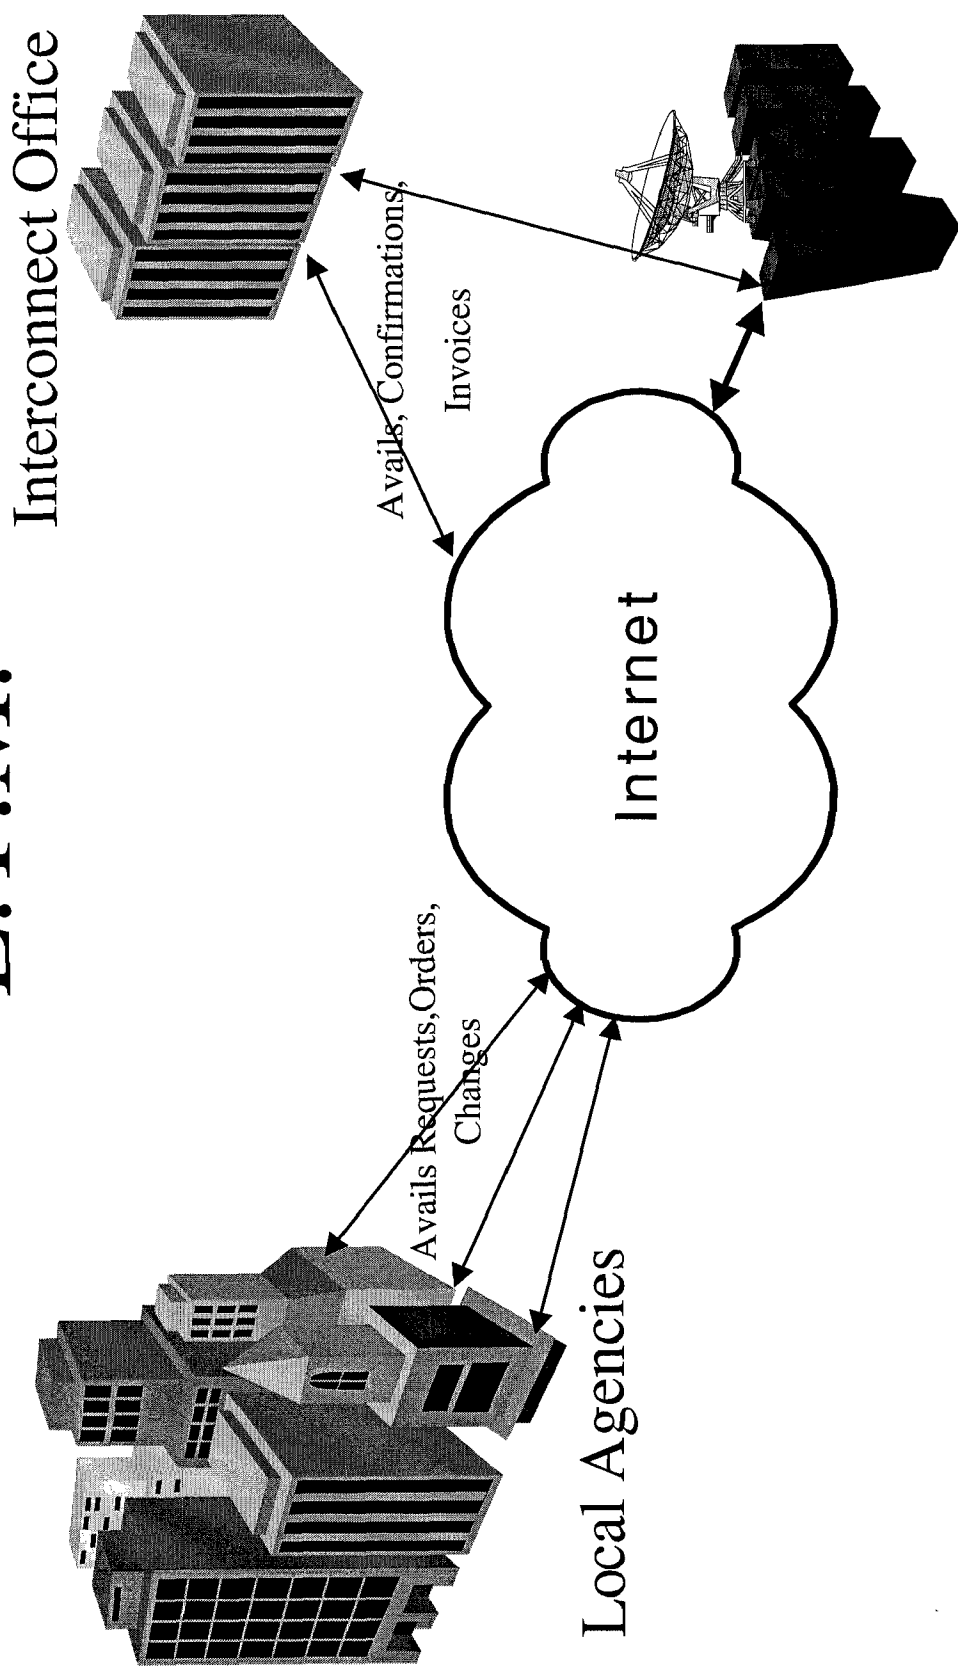 Interconnect Office
Avails, Confirmations,
Invoices
Internet
Avails Requests,Orders,
Changes
Local Agencies